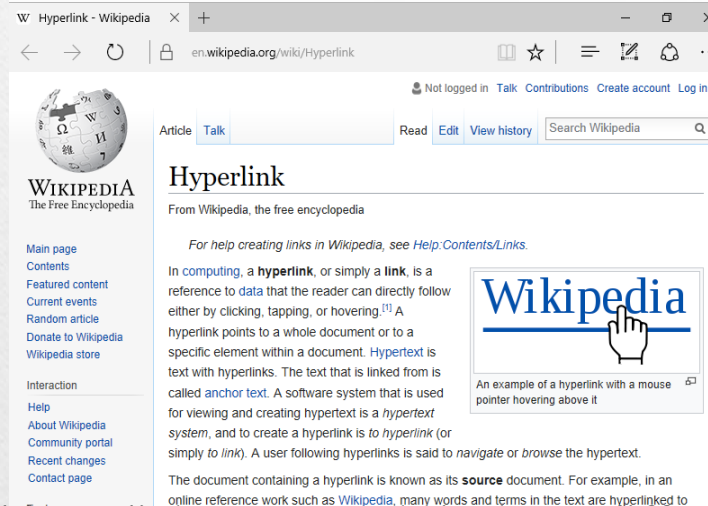 Hyperlink - Wikipedia
en.wikipedia.org/wiki/Hyperlink
Not logged in Talk Contributions Create account Log in
Article Talk Read Edit View history Search Wikipedia
Ω W И 維 7
WIKIPEDIA
The Free Encyclopedia
Main page
Contents
Featured content
Current events
Random article
Donate to Wikipedia
Wikipedia store
Interaction
Help
About Wikipedia
Community portal
Recent changes
Contact page
Hyperlink
From Wikipedia, the free encyclopedia
For help creating links in Wikipedia, see Help:Contents/Links.
In computing, a hyperlink, or simply a link, is a
reference to data that the reader can directly follow
either by clicking, tapping, or hovering.[1] A
hyperlink points to a whole document or to a
specific element within a document. Hypertext is
text with hyperlinks. The text that is linked from is
called anchor text. A software system that is used
for viewing and creating hypertext is a hypertext
system, and to create a hyperlink is to hyperlink (or
simply to link). A user following hyperlinks is said to navigate or browse the hypertext.
Wikipedia
An example of a hyperlink with a mouse
pointer hovering above it
The document containing a hyperlink is known as its source document. For example, in an
online reference work such as Wikipedia, many words and terms in the text are hyperlinked to